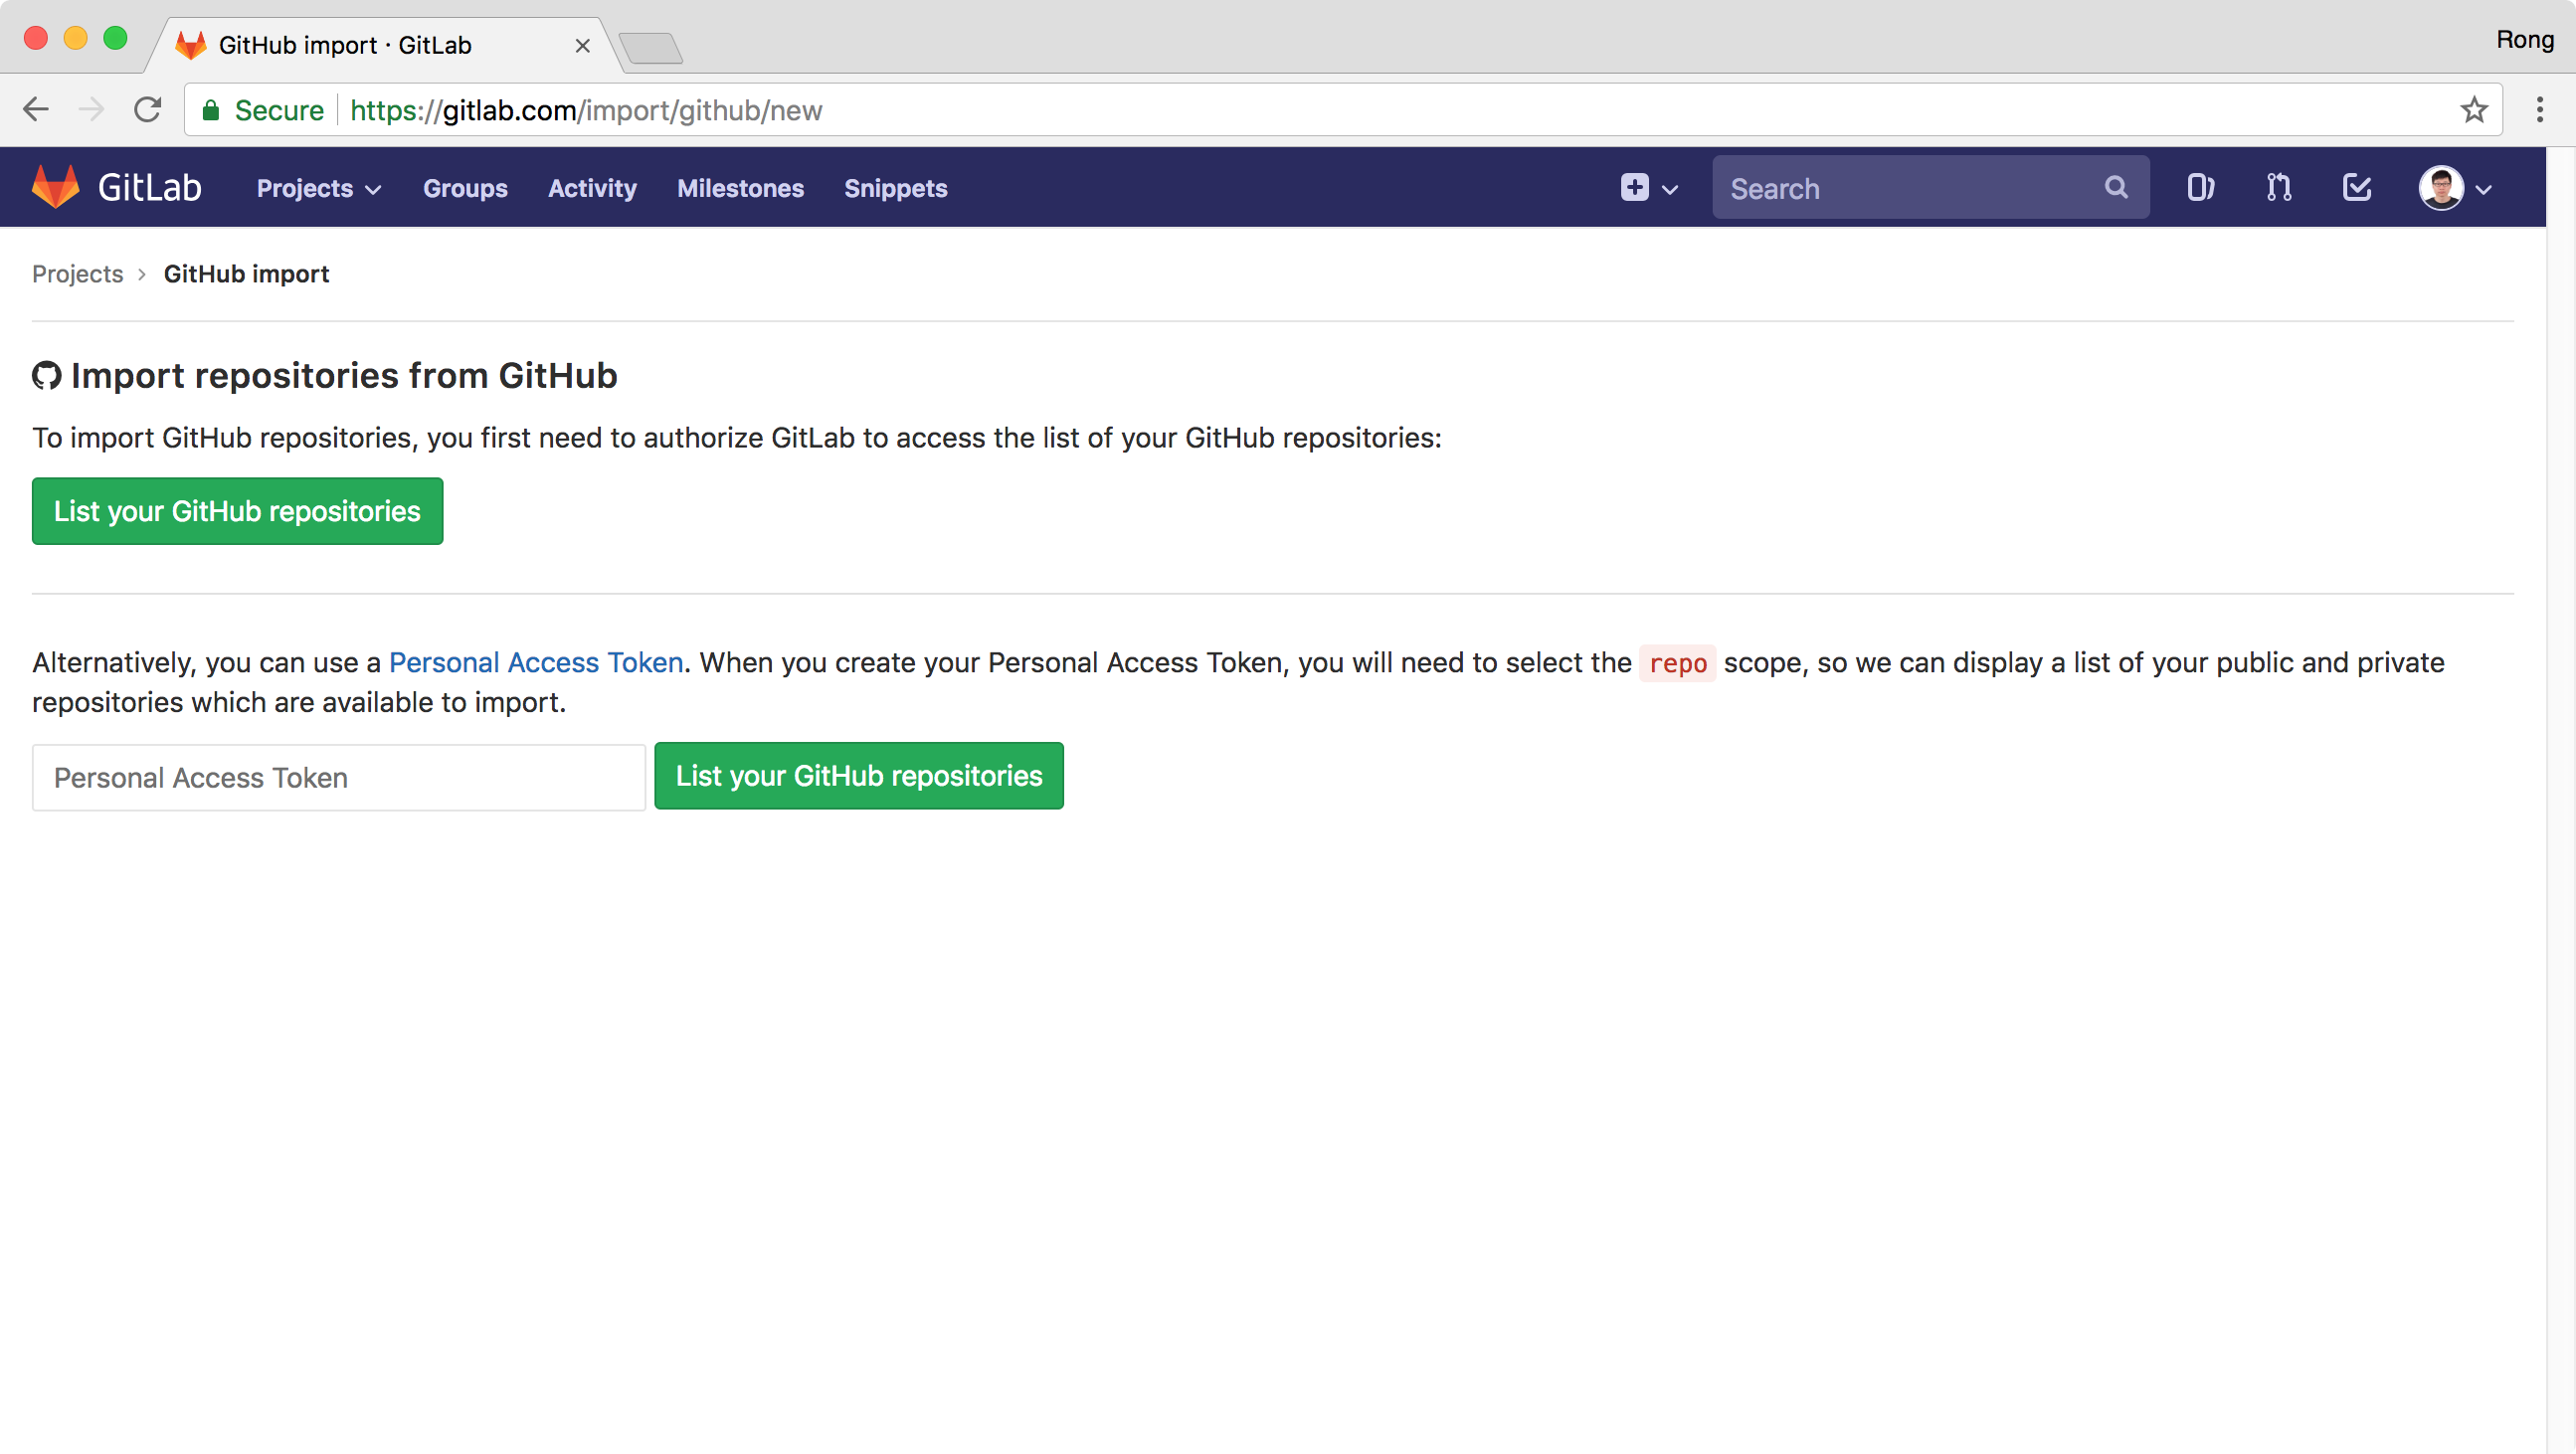 GitHub import · GitLab
Rong
Secure https://gitlab.com/import/github/new
GitLab Projects Groups Activity Milestones Snippets Search
Projects › GitHub import
Import repositories from GitHub
To import GitHub repositories, you first need to authorize GitLab to access the list of your GitHub repositories:
List your GitHub repositories
Alternatively, you can use a Personal Access Token. When you create your Personal Access Token, you will need to select the repo scope, so we can display a list of your public and private
repositories which are available to import.
Personal Access Token List your GitHub repositories